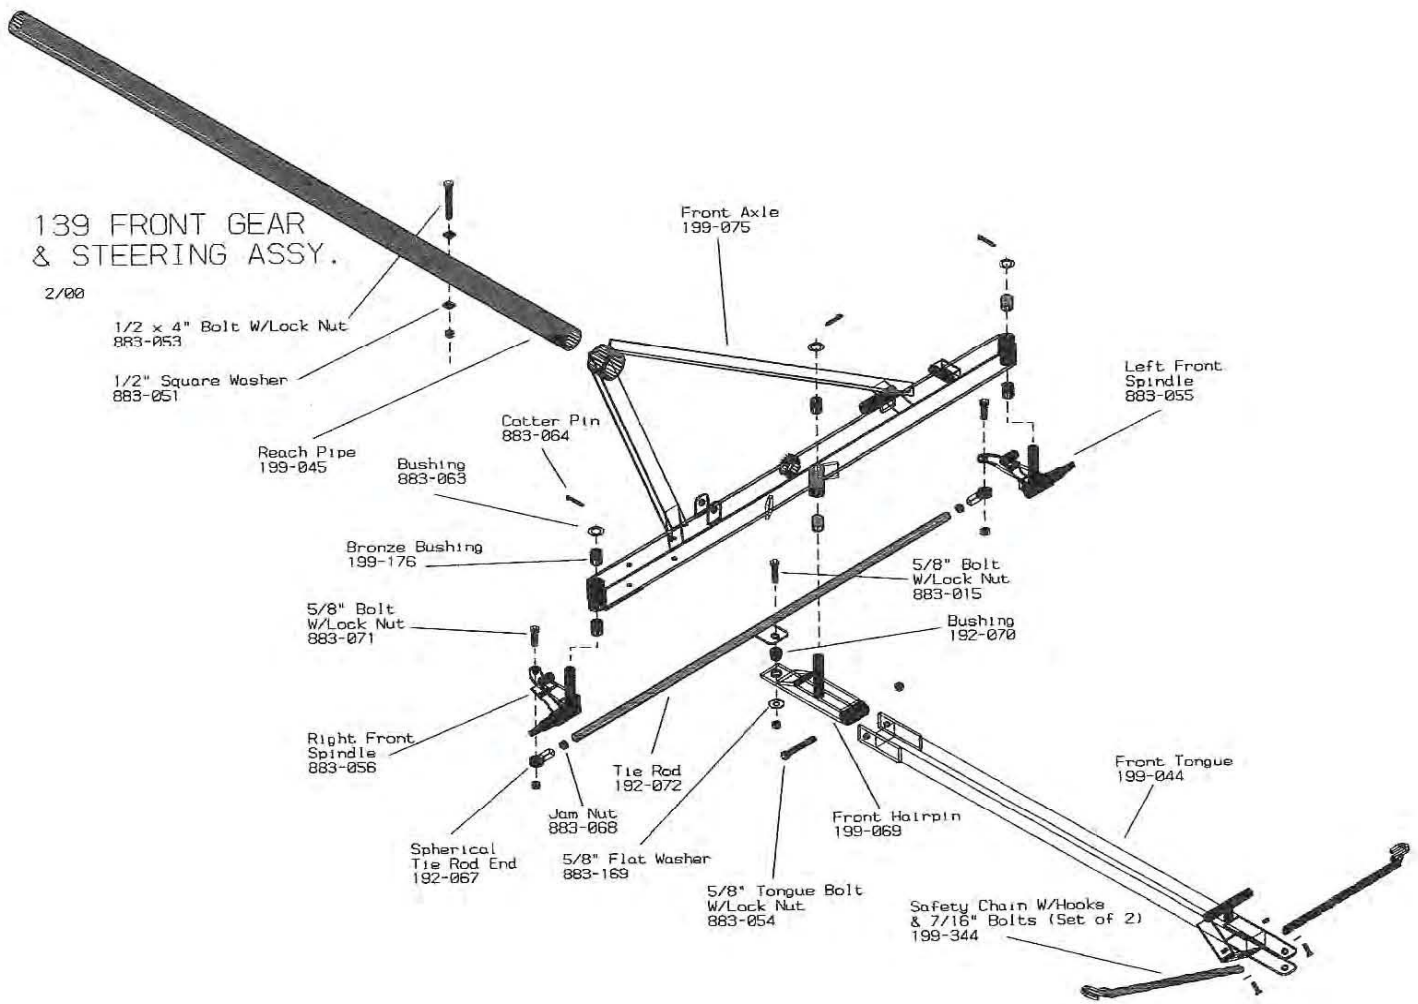 139 FRONT GEAR
& STEERING ASSY.
2/00
1/2 x 4" Bolt W/Lock Nut
883-053
1/2" Square Washer
883-051
Reach Pipe
199-045
Front Axle
199-075
Left Front
Spindle
883-055
Cotter Pin
883-064
Bushing
883-063
Bronze Bushing
199-176
5/8" Bolt
W/Lock Nut
883-071
5/8" Bolt
W/Lock Nut
883-015
Bushing
192-070
Right Front
Spindle
883-056
Tie Rod
192-072
Jam Nut
883-068
Spherical
Tie Rod End
192-067
5/8" Flat Washer
883-169
5/8" Tongue Bolt
W/Lock Nut
883-054
Front Hairpin
199-069
Front Tongue
199-044
Safety Chain W/Hooks
& 7/16" Bolts (Set of 2)
199-344